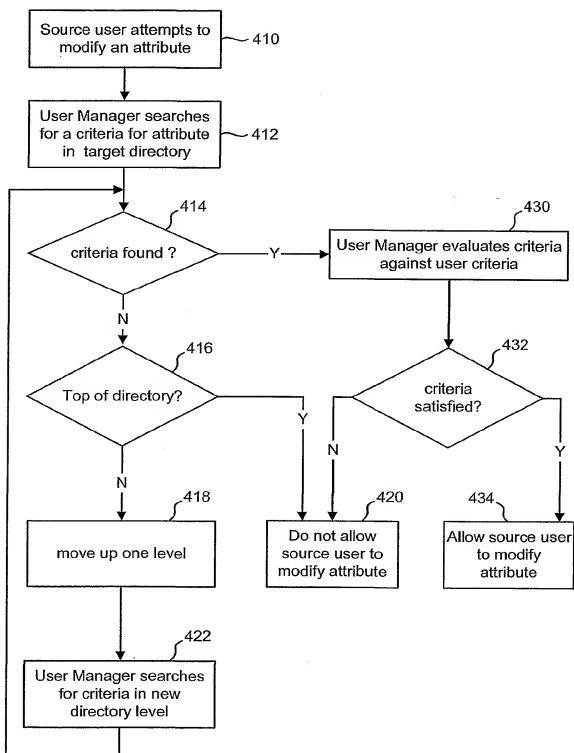 Source user attempts to
modify an attribute
410
User Manager searches
for a criteria for attribute
in target directory
412
414
criteria found ?
Y
430
User Manager evaluates criteria
against user criteria
N
416
Top of directory?
Y
432
criteria
satisfied?
N
Y
N
418
move up one level
420
Do not allow
source user to
modify attribute
434
Allow source user
to modify
attribute
422
User Manager searches
for criteria in new
directory level